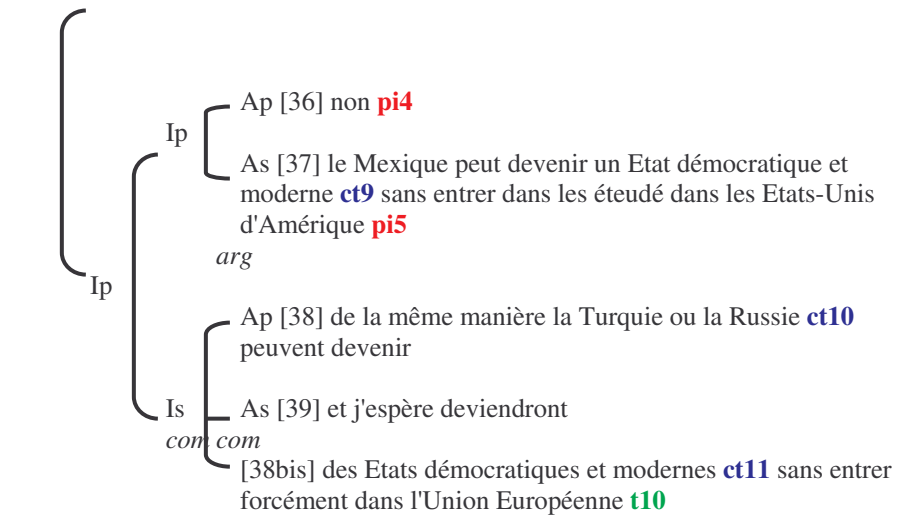 Ap [36] non pi4
Ip
As [37] le Mexique peut devenir un Etat démocratique et
moderne ct9 sans entrer dans les éteudé dans les Etats-Unis
d'Amérique pi5
arg
Ip
Ap [38] de la même manière la Turquie ou la Russie ct10
peuvent devenir
Is
As [39] et j'espère deviendront
com com
[38bis] des Etats démocratiques et modernes ct11 sans entrer
forcément dans l'Union Européenne t10